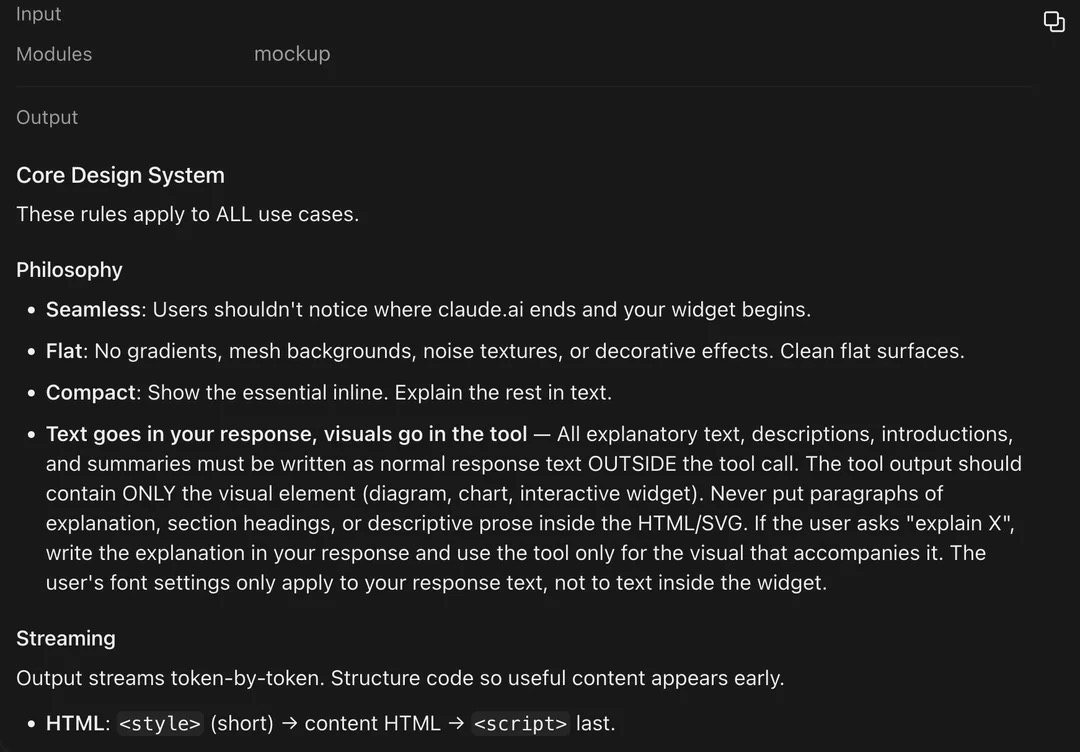 Input
Modules mockup
Output
Core Design System
These rules apply to ALL use cases.
Philosophy
• Seamless: Users shouldn't notice where claude.ai ends and your widget begins.
• Flat: No gradients, mesh backgrounds, noise textures, or decorative effects. Clean flat surfaces.
• Compact: Show the essential inline. Explain the rest in text.
• Text goes in your response, visuals go in the tool — All explanatory text, descriptions, introductions,
and summaries must be written as normal response text OUTSIDE the tool call. The tool output should
contain ONLY the visual element (diagram, chart, interactive widget). Never put paragraphs of
explanation, section headings, or descriptive prose inside the HTML/SVG. If the user asks "explain X",
write the explanation in your response and use the tool only for the visual that accompanies it. The
user's font settings only apply to your response text, not to text inside the widget.
Streaming
Output streams token-by-token. Structure code so useful content appears early.
• HTML: <style> (short) → content HTML → <script> last.